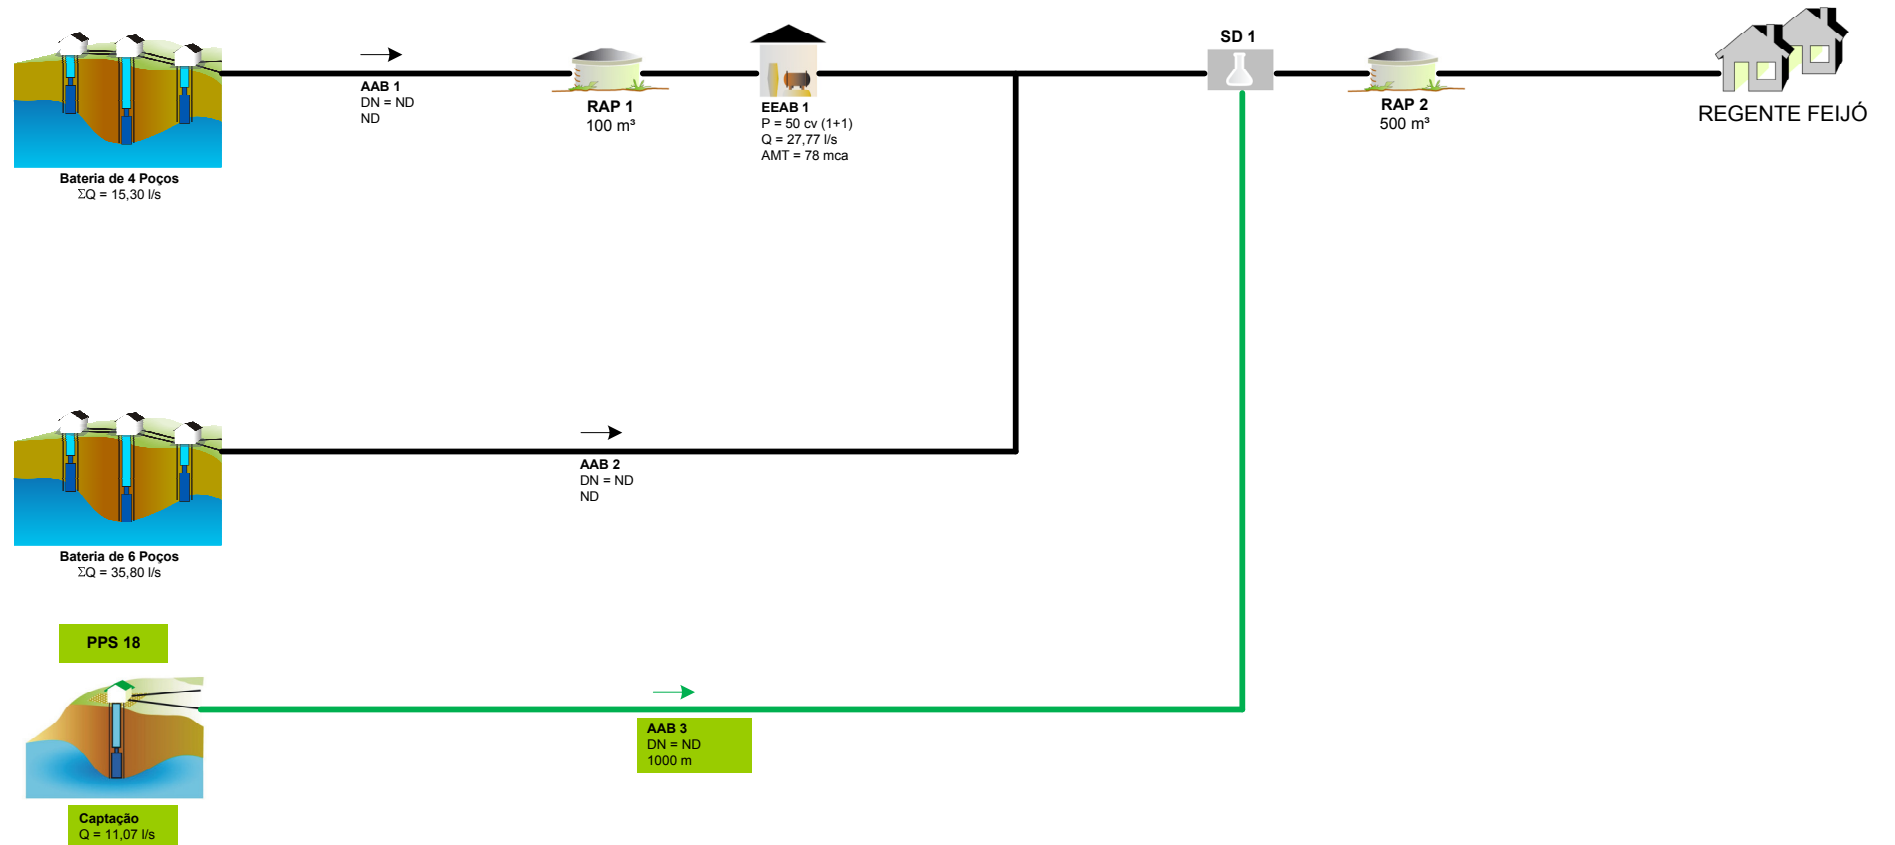 SD 1
AAB 1
DN = ND
ND
RAP 1
100 m³
EEAB 1
P = 50 cv (1+1)
Q = 27,77 l/s
AMT = 78 mca
RAP 2
500 m³
REGENTE FEIJÓ
Bateria de 4 Poços
ΣQ = 15,30 l/s
AAB 2
DN = ND
ND
Bateria de 6 Poços
ΣQ = 35,80 l/s
PPS 18
AAB 3
DN = ND
1000 m
Captação
Q = 11,07 l/s